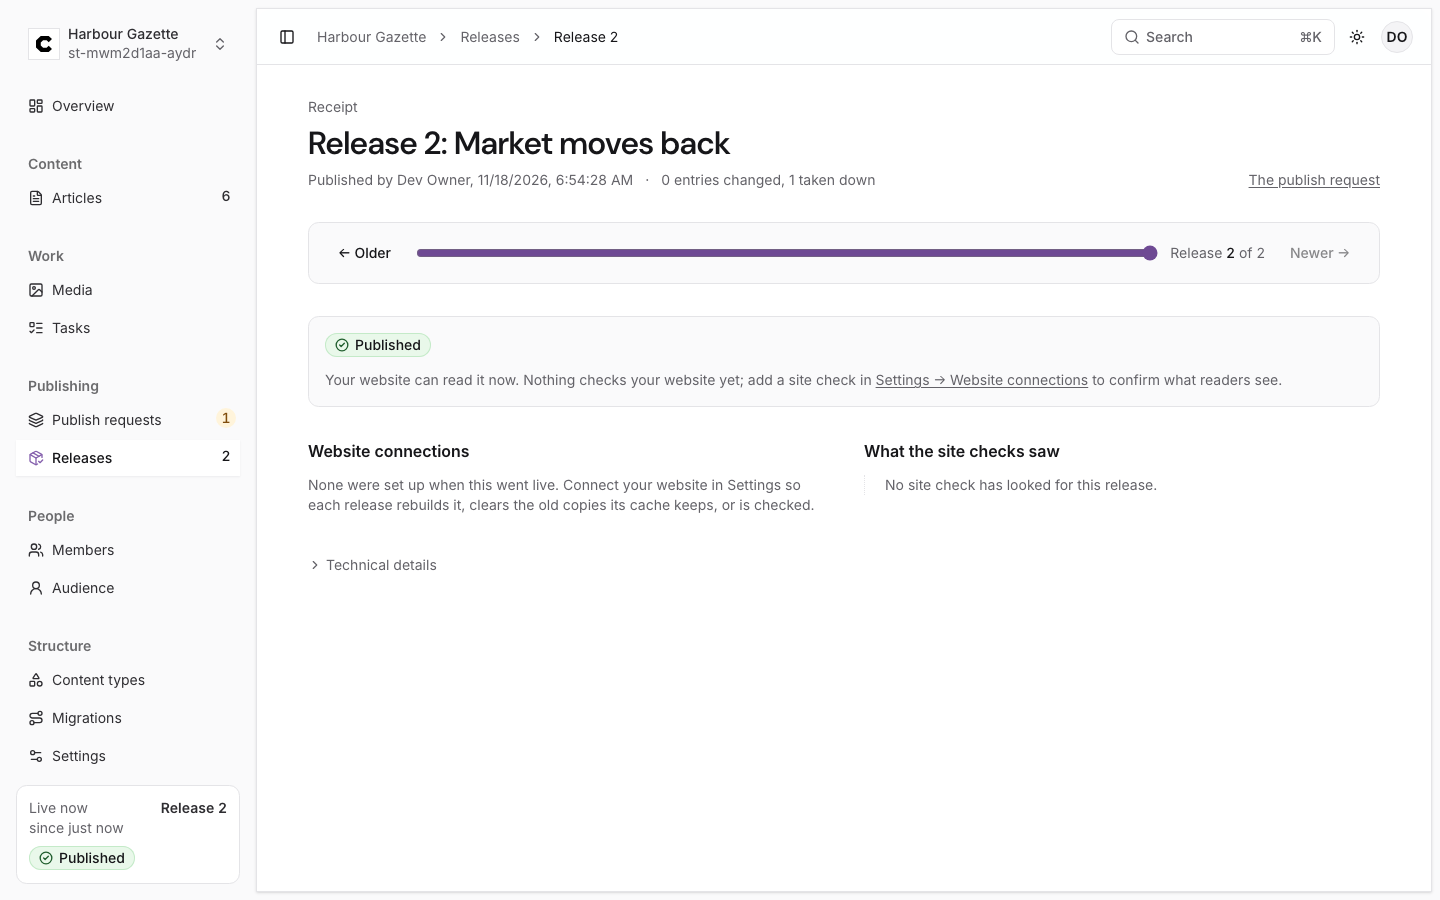 Harbour Gazette
st-mwm2d1aa-aydr
Overview
Content
Articles 6
Work
Media
Tasks
Publishing
Publish requests 1
Releases 2
People
Members
Audience
Structure
Content types
Migrations
Settings
Live now Release 2
since just now
Published
Harbour Gazette > Releases > Release 2
Search ⌘K
DO
Receipt
Release 2: Market moves back
Published by Dev Owner, 11/18/2026, 6:54:28 AM · 0 entries changed, 1 taken down
The publish request
← Older
Release 2 of 2
Newer →
Published
Your website can read it now. Nothing checks your website yet; add a site check in Settings → Website connections to confirm what readers see.
Website connections
None were set up when this went live. Connect your website in Settings so
each release rebuilds it, clears the old copies its cache keeps, or is checked.
What the site checks saw
No site check has looked for this release.
Technical details